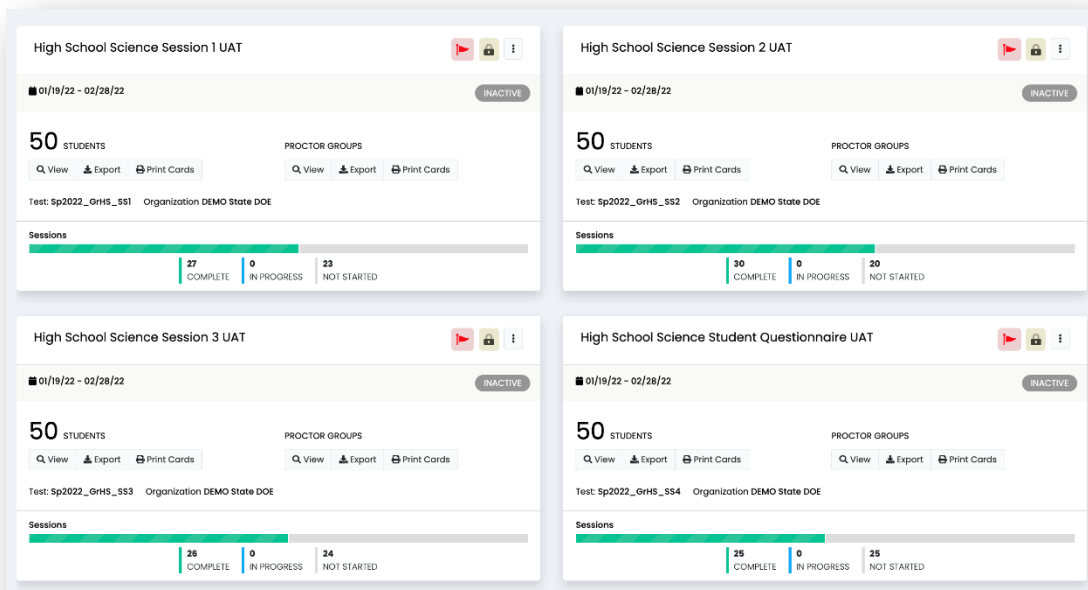 High School Science Session 1 UAT
01/19/22 - 02/28/22
INACTIVE
50 STUDENTS
PROCTOR GROUPS
View Export Print Cards
View Export Print Cards
Test: Sp2022_GrHS_SS1 Organization DEMO State DOE
Sessions
27 0 23
COMPLETE IN PROGRESS NOT STARTED
High School Science Session 2 UAT
01/19/22 - 02/28/22
INACTIVE
50 STUDENTS
PROCTOR GROUPS
View Export Print Cards
View Export Print Cards
Test: Sp2022_GrHS_SS2 Organization DEMO State DOE
Sessions
30 0 20
COMPLETE IN PROGRESS NOT STARTED
High School Science Session 3 UAT
01/19/22 - 02/28/22
INACTIVE
50 STUDENTS
PROCTOR GROUPS
View Export Print Cards
View Export Print Cards
Test: Sp2022_GrHS_SS3 Organization DEMO State DOE
Sessions
26 0 24
COMPLETE IN PROGRESS NOT STARTED
High School Science Student Questionnaire UAT
01/19/22 - 02/28/22
INACTIVE
50 STUDENTS
PROCTOR GROUPS
View Export Print Cards
View Export Print Cards
Test: Sp2022_GrHS_SS4 Organization DEMO State DOE
Sessions
25 0 25
COMPLETE IN PROGRESS NOT STARTED